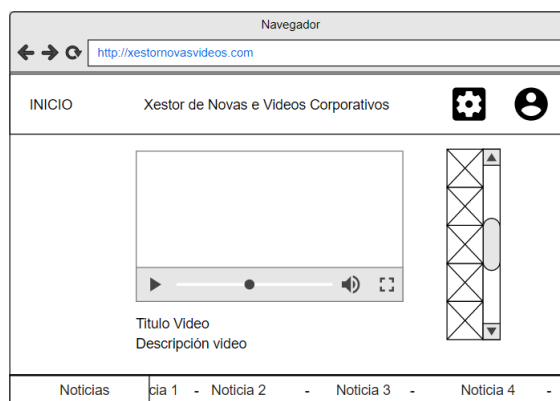 Navegador
http://xestornovasvideos.com
INICIO Xestor de Novas e Videos Corporativos
Titulo Video
Descripción video
Noticias cia 1 - Noticia 2 - Noticia 3 - Noticia 4 -